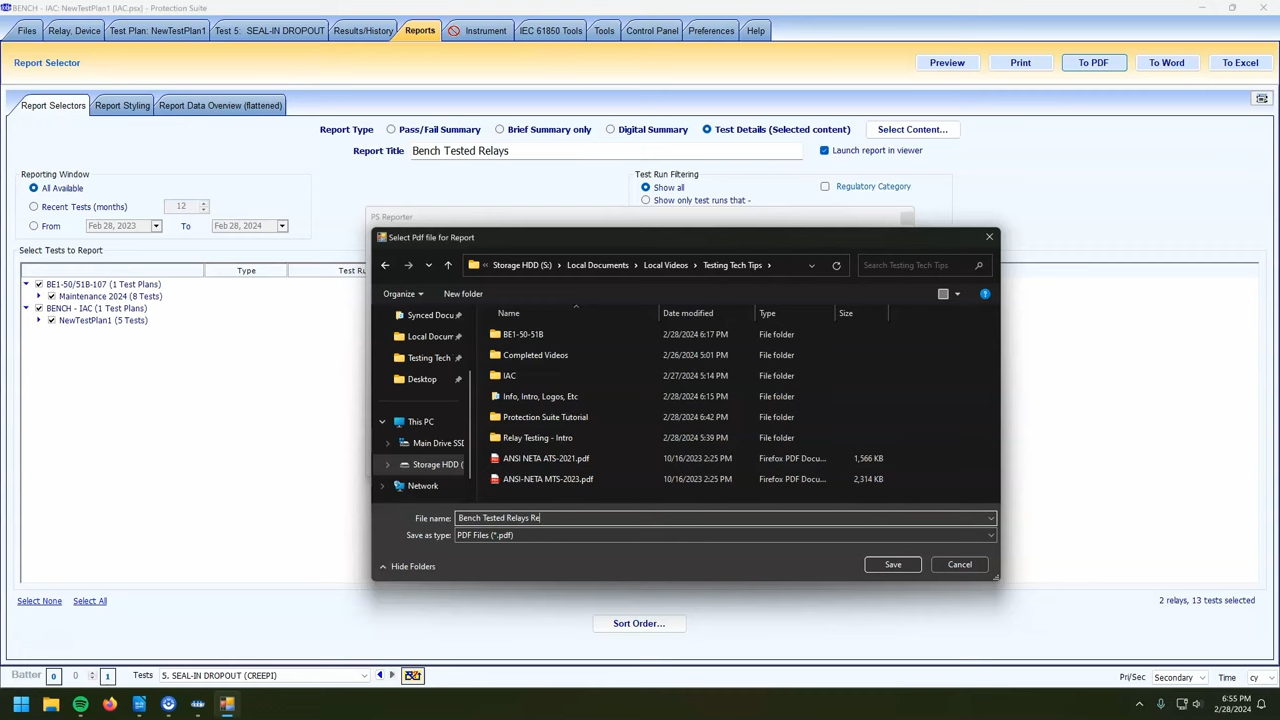 BENCH - IAC: NewTestPlan1 [IAC.psx] - Protection Suite
Files Relay, Device Test Plan: NewTestPlan1 Test 5: SEAL-IN DROPOUT Results/History Reports Instrument IEC 61850 Tools Tools Control Panel Preferences Help
Report Selector Preview Print To PDF To Word To Excel
Report Selectors Report Styling Report Data Overview (flattened)
Report Type Pass/Fail Summary Brief Summary only Digital Summary Test Details (Selected content) Select Content...
Report Title Bench Tested Relays Launch report in viewer
Reporting Window Test Run Filtering
All Available Show all Regulatory Category
Recent Tests (months) 12 Show only test runs that -
From Feb 28, 2023 To Feb 28, 2024
PS Reporter
Select Pdf file for Report
Select Tests to Report
Type Test Ru
BE1-50/51B-107 (1 Test Plans)
Maintenance 2024 (8 Tests)
BENCH - IAC (1 Test Plans)
NewTestPlan1 (5 Tests)
« Storage HDD (S:) › Local Documents › Local Videos › Testing Tech Tips › Search Testing Tech Tips
Organize New folder
Synced Docu
Local Docum
Testing Tech
Desktop
This PC
Main Drive SSD
Storage HDD (
Network
Name Date modified Type Size
BE1-50-51B 2/28/2024 6:17 PM File folder
Completed Videos 2/26/2024 5:01 PM File folder
IAC 2/27/2024 5:14 PM File folder
Info, Intro, Logos, Etc 2/28/2024 6:15 PM File folder
Protection Suite Tutorial 2/28/2024 6:42 PM File folder
Relay Testing - Intro 2/28/2024 5:39 PM File folder
ANSI NETA ATS-2021.pdf 10/16/2023 2:25 PM Firefox PDF Docu... 1,566 KB
ANSI-NETA MTS-2023.pdf 10/16/2023 2:25 PM Firefox PDF Docu... 2,314 KB
File name: Bench Tested Relays Re
Save as type: PDF Files (*.pdf)
Hide Folders Save Cancel
Select None Select All 2 relays, 13 tests selected
Sort Order...
Batter 0 0 1 Tests 5. SEAL-IN DROPOUT (CREEPI) Pri/Sec Secondary Time cy
6:55 PM
2/28/2024